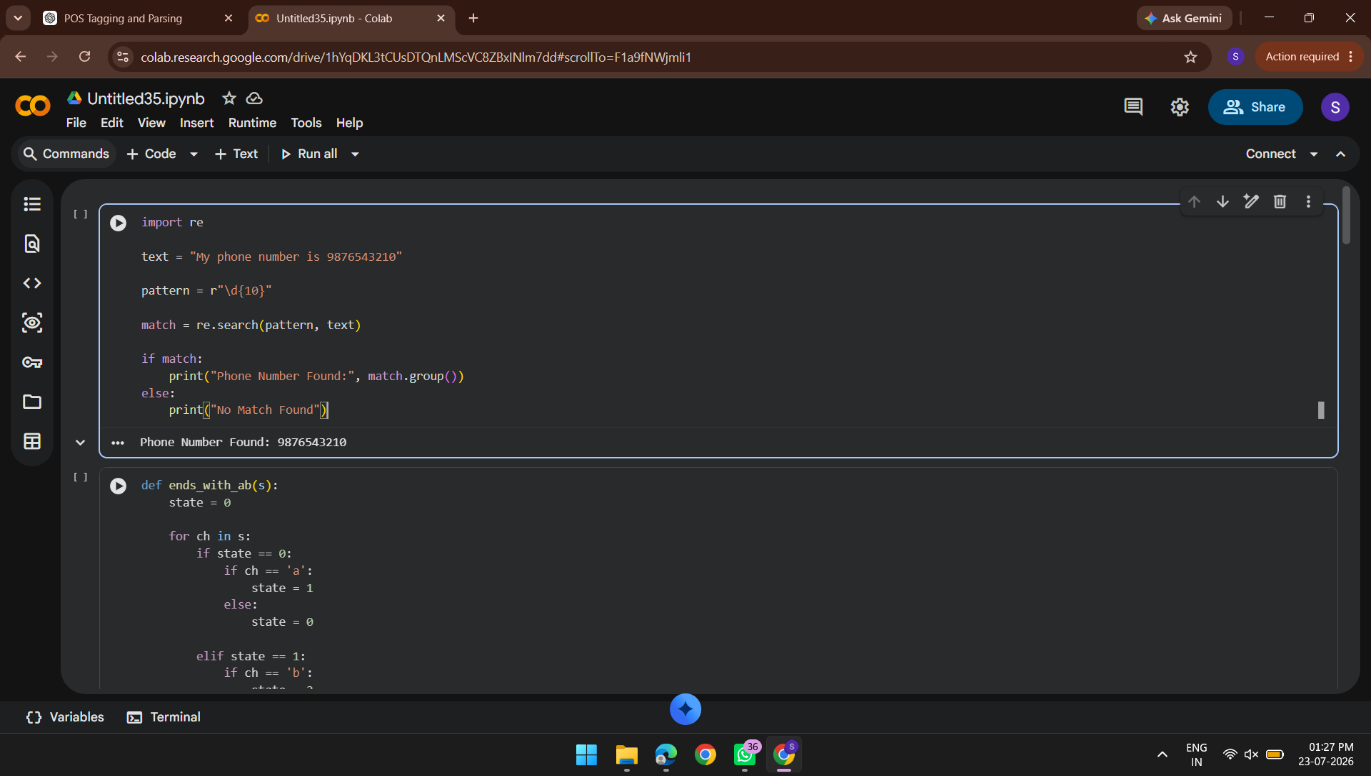 POS Tagging and Parsing
Untitled35.ipynb - Colab
Ask Gemini
colab.research.google.com/drive/1hYqDKL3tCUsDTQnLMScVC8ZBxINlm7dd#scrollTo=F1a9fNWjmli1
S
Action required
Untitled35.ipynb
File Edit View Insert Runtime Tools Help
Share
S
Commands + Code + Text Run all
Connect
[ ]
import re
text = "My phone number is 9876543210"
pattern = r"\d{10}"
match = re.search(pattern, text)
if match:
print("Phone Number Found:", match.group())
else:
print("No Match Found")
Phone Number Found: 9876543210
[ ]
def ends_with_ab(s):
state = 0
for ch in s:
if state == 0:
if ch == 'a':
state = 1
else:
state = 0
elif state == 1:
if ch == 'b':
Variables Terminal
36
S
ENG
IN
01:27 PM
23-07-2026